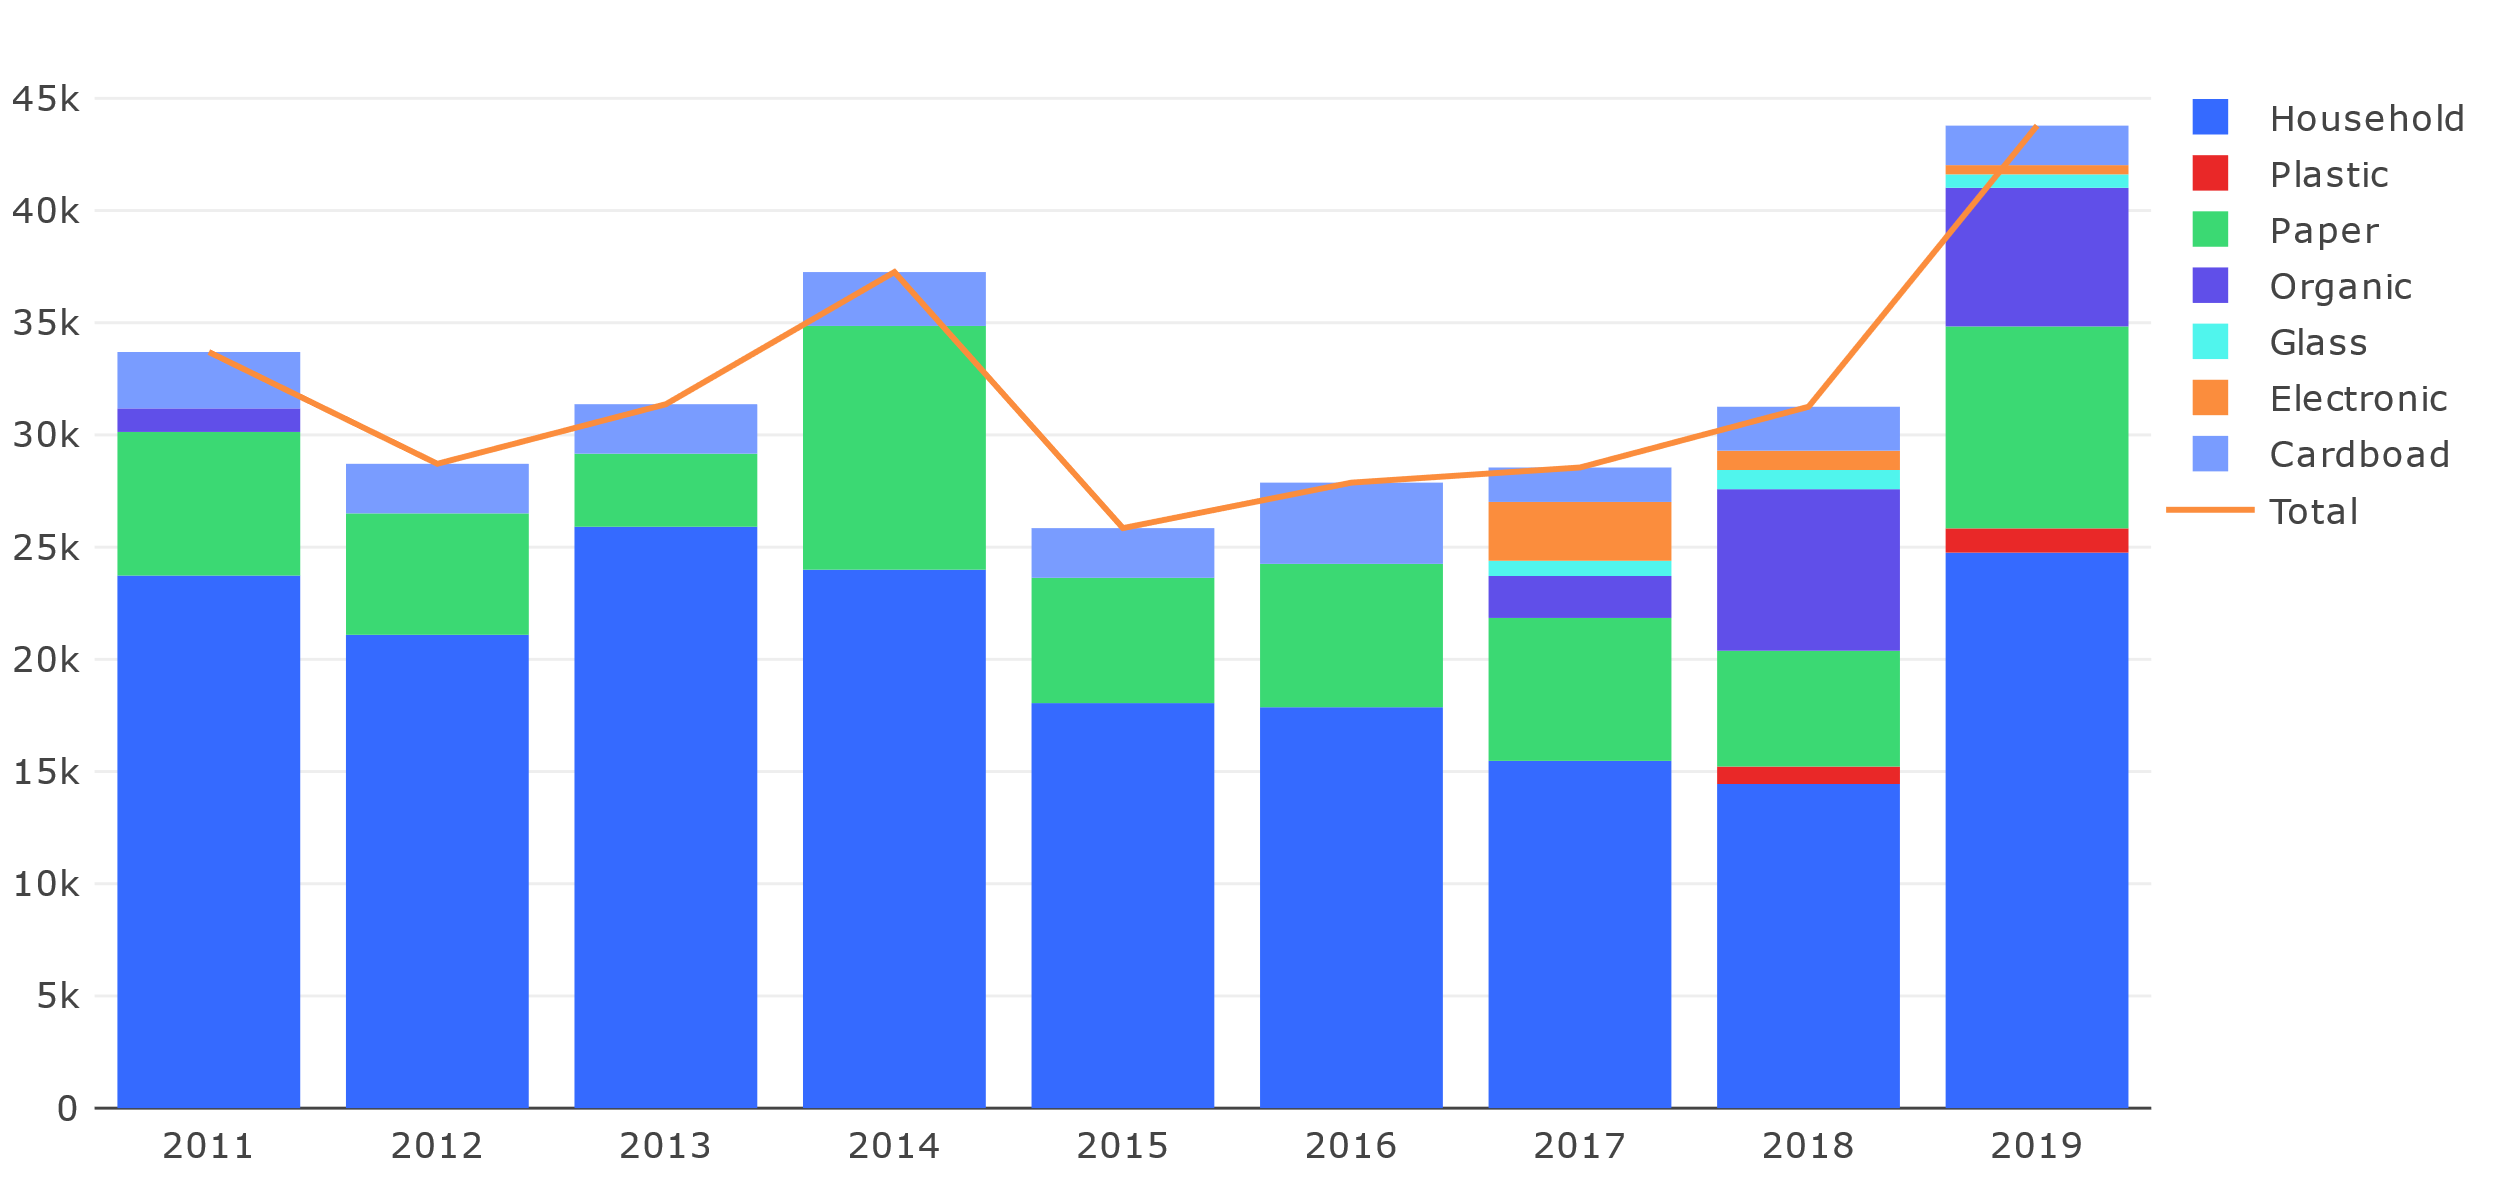 45k
40k
35k
30k
25k
20k
15k
10k
5k
0
2011 2012 2013 2014 2015 2016 2017 2018 2019
Household
Plastic
Paper
Organic
Glass
Electronic
Cardboad
Total